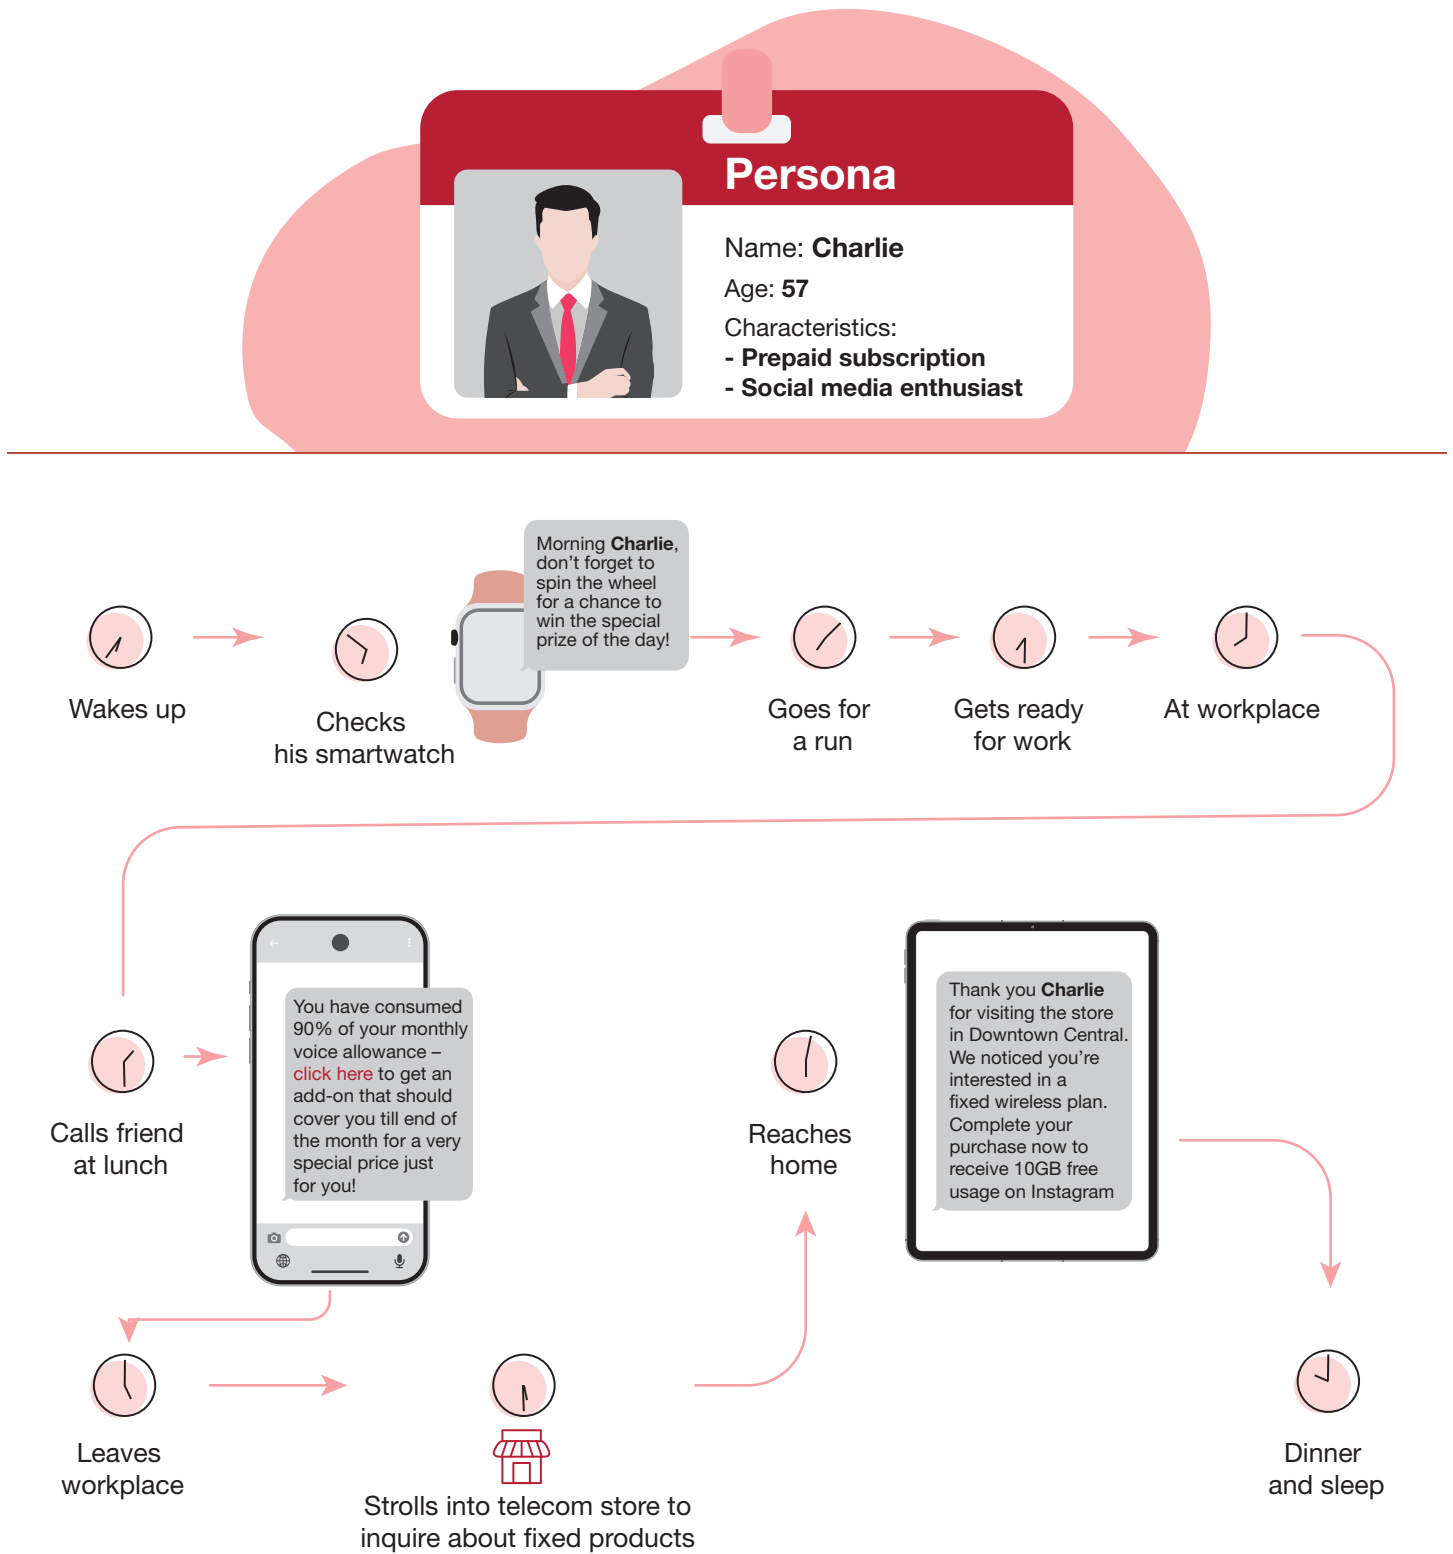 Persona
Name: Charlie
Age: 57
Characteristics:
- Prepaid subscription
- Social media enthusiast
Morning Charlie,
don't forget to
spin the wheel
for a chance to
win the special
prize of the day!
Wakes up
Checks
his smartwatch
Goes for
a run
Gets ready
for work
At workplace
You have consumed
90% of your monthly
voice allowance –
click here to get an
add-on that should
cover you till end of
the month for a very
special price just
for you!
Calls friend
at lunch
Reaches
home
Thank you Charlie
for visiting the store
in Downtown Central.
We noticed you're
interested in a
fixed wireless plan.
Complete your
purchase now to
receive 10GB free
usage on Instagram
Leaves
workplace
Strolls into telecom store to
inquire about fixed products
Dinner
and sleep